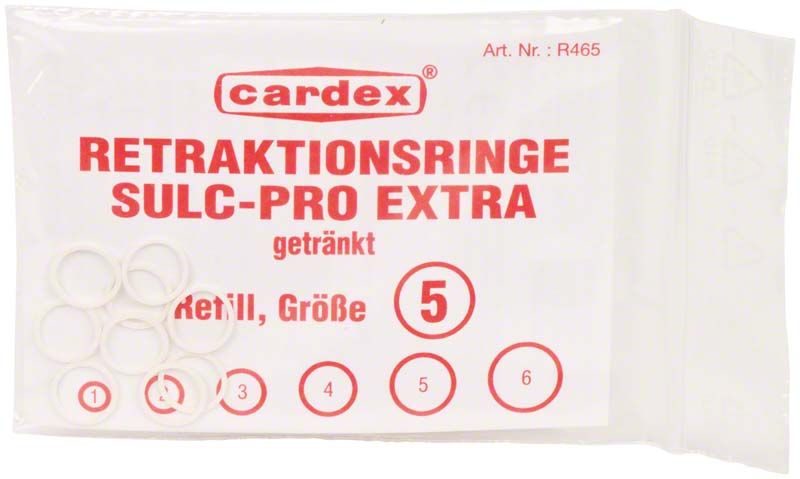 Art. Nr. : R465
cardex®
RETRAKTIONSRINGE
SULC-PRO EXTRA
getränkt
Refill, Größe 5
1 2 3 4 5 6